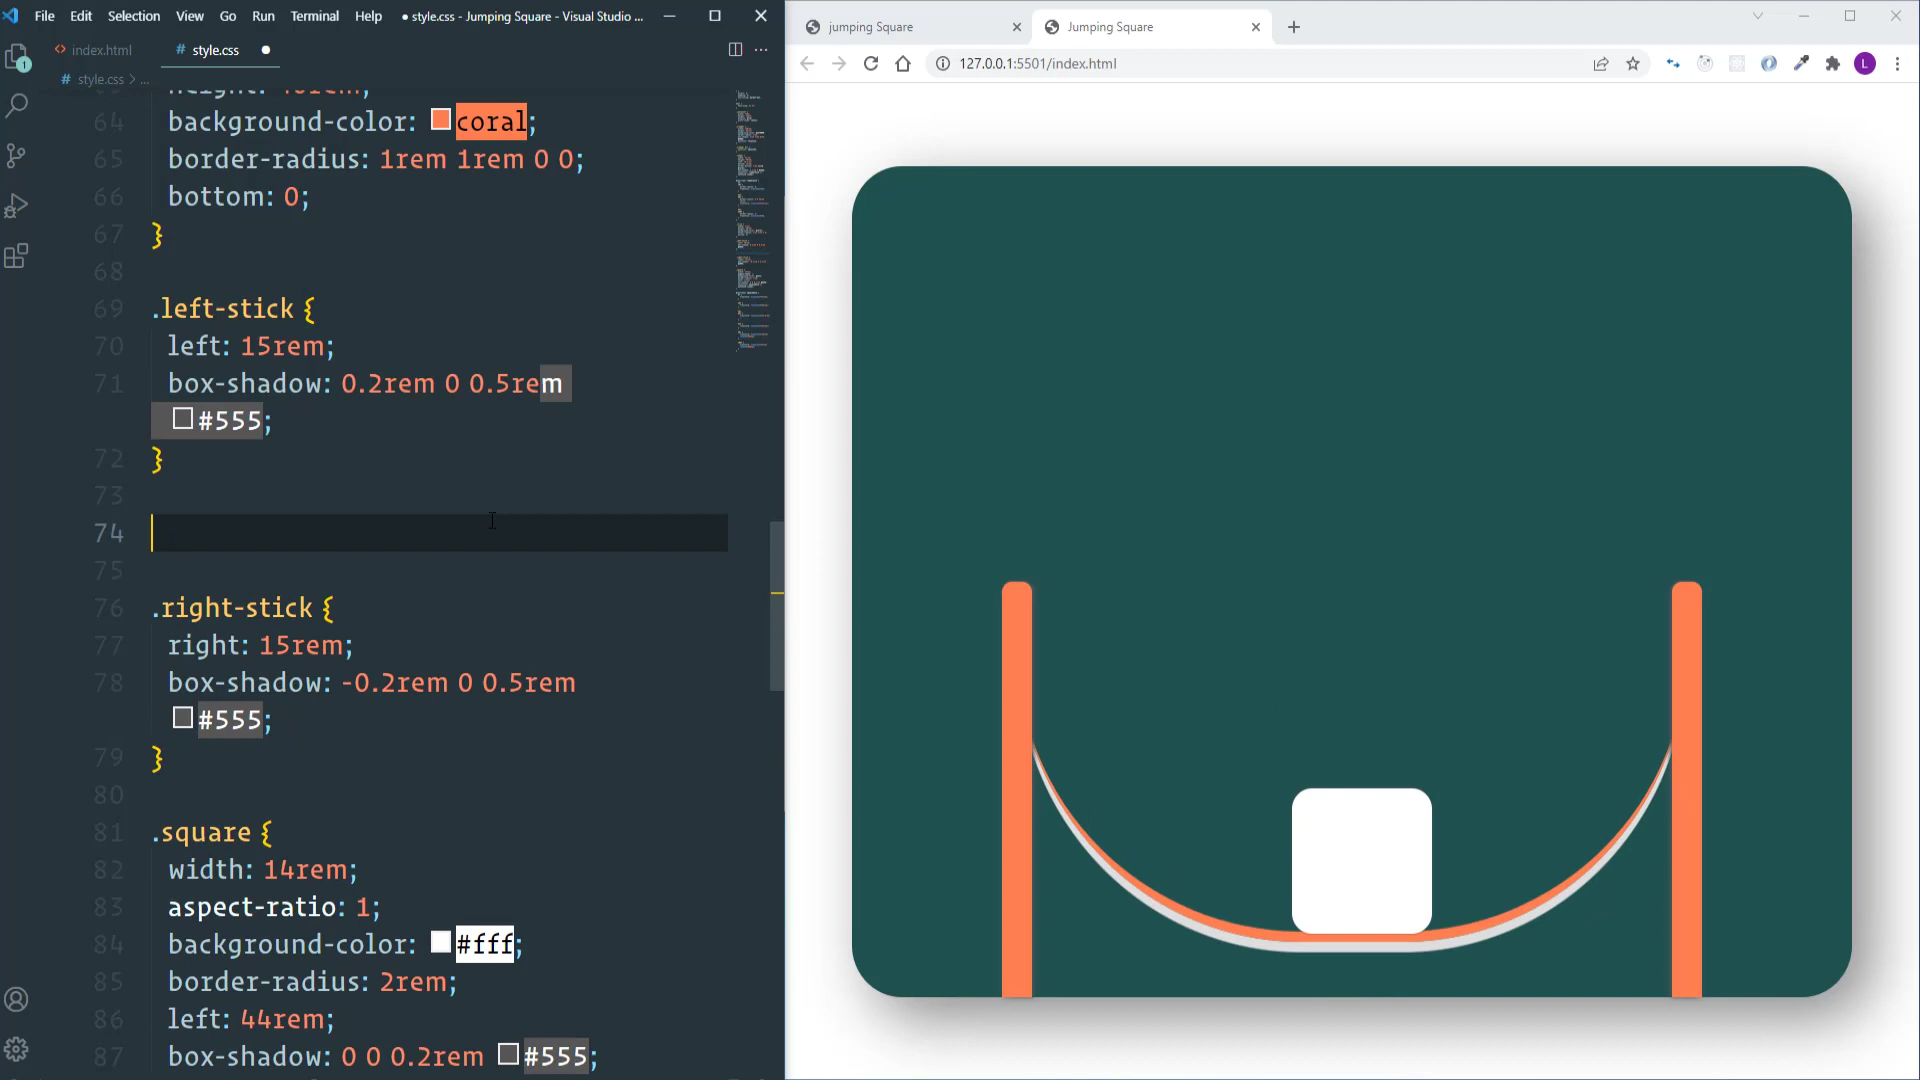 File Edit Selection View Go Run Terminal Help ● style.css - Jumping Square - Visual Studio ...
jumping Square
Jumping Square
index.html
# style.css
127.0.0.1:5501/index.html
L
1
# style.css > ...
64 background-color: coral;
65 border-radius: 1rem 1rem 0 0;
66 bottom: 0;
67 }
68
69 .left-stick {
70 left: 15rem;
71 box-shadow: 0.2rem 0 0.5rem
#555;
72 }
73
74
75
76 .right-stick {
77 right: 15rem;
78 box-shadow: -0.2rem 0 0.5rem
#555;
79 }
80
81 .square {
82 width: 14rem;
83 aspect-ratio: 1;
84 background-color: #fff;
85 border-radius: 2rem;
86 left: 44rem;
87 box-shadow: 0 0 0.2rem #555;